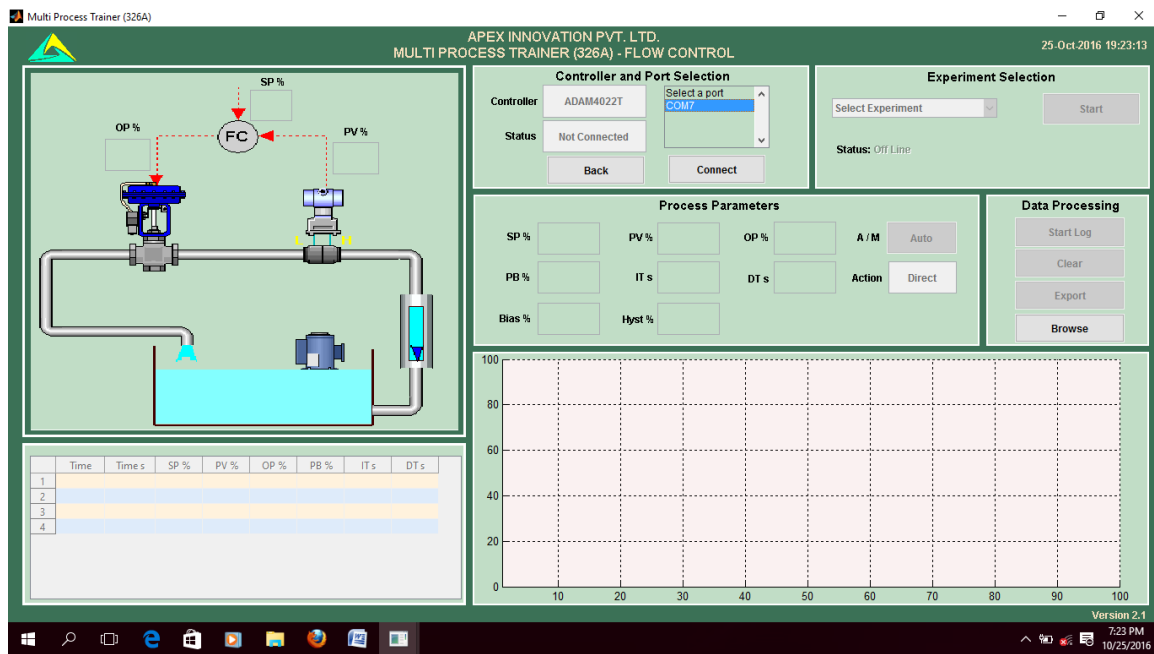 Multi Process Trainer (326A)
APEX INNOVATION PVT. LTD.
MULTI PROCESS TRAINER (326A) - FLOW CONTROL
25-Oct-2016 19:23:13
SP %
OP %
FC
PV %
L H
Controller and Port Selection
Controller ADAM4022T
Select a port
COM7
Status Not Connected
Back Connect
Experiment Selection
Select Experiment Start
Status: Off Line
Process Parameters
SP % PV % OP % A / M Auto
PB % IT s DT s Action Direct
Bias % Hyst %
Data Processing
Start Log
Clear
Export
Browse
Time Time s SP % PV % OP % PB % IT s DT s
1
2
3
4
100
80
60
40
20
0
10 20 30 40 50 60 70 80 90 100
Version 2.1
7:23 PM
10/25/2016